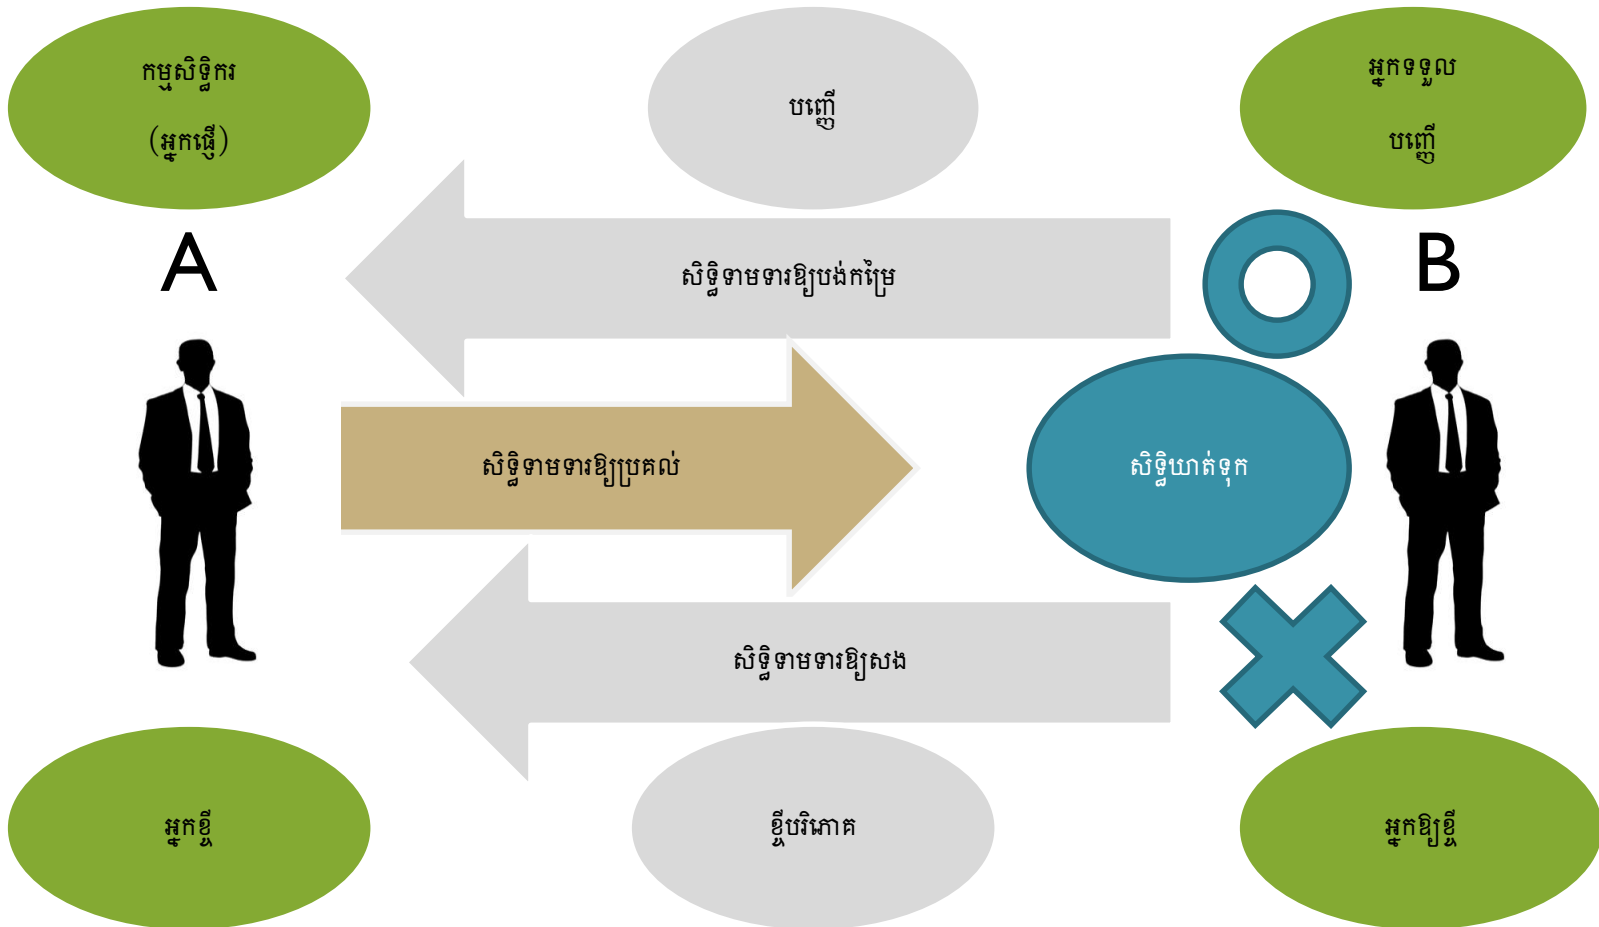 កម្មសិទ្ធិករ
(អ្នកផ្ញើ)
បញ្ញើ
អ្នកទទួល
បញ្ញើ
A
សិទ្ធិទាមទារឱ្យបង់កម្រៃ
B
សិទ្ធិទាមទារឱ្យប្រគល់
សិទ្ធិឃាត់ទុក
សិទ្ធិទាមទារឱ្យសង
អ្នកខ្ចី
ខ្ចីបរិភោគ
អ្នកឱ្យខ្ចី